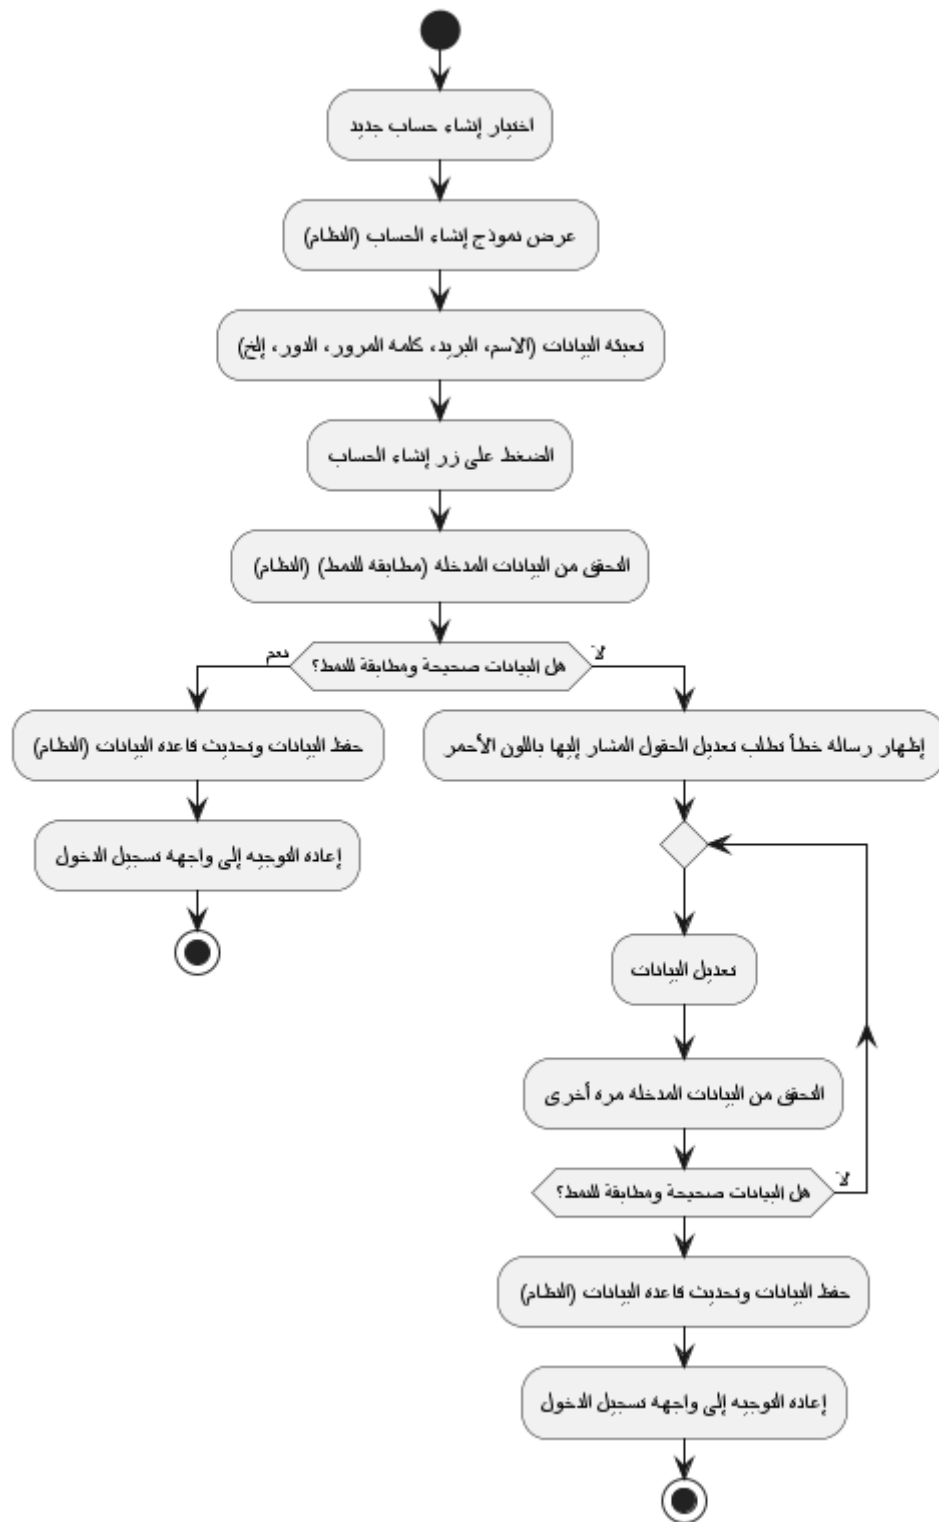 اختيار إنشاء حساب جديد
عرض نموذج إنشاء الحساب (النظام)
تعبئة البيانات (الاسم، البريد، كلمة المرور، الدور، إلخ)
الضغط على زر إنشاء الحساب
التحقق من البيانات المدخلة (مطابقة للنمط) (النظام)
هل البيانات صحيحة ومطابقة للنمط؟
نعم
لا
حفظ البيانات وتحديث قاعدة البيانات (النظام)
إعادة التوجيه إلى واجهة تسجيل الدخول
إظهار رسالة خطأ تطلب تعديل الحقول المشار إليها باللون الأحمر
تعديل البيانات
التحقق من البيانات المدخلة مرة أخرى
هل البيانات صحيحة ومطابقة للنمط؟
لا
حفظ البيانات وتحديث قاعدة البيانات (النظام)
إعادة التوجيه إلى واجهة تسجيل الدخول